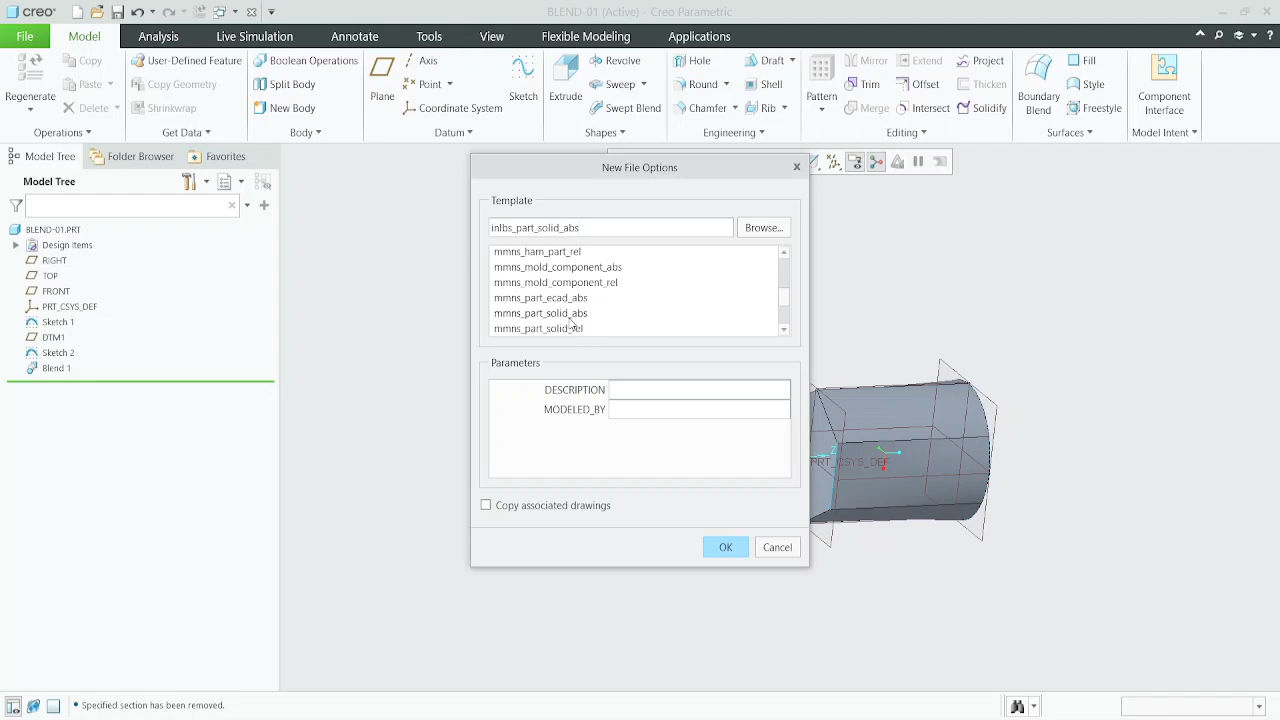 creo
BLEND-01 (Active) - Creo Parametric
File Model Analysis Live Simulation Annotate Tools View Flexible Modeling Applications
Regenerate
Copy
Paste
Delete
Operations
User-Defined Feature
Copy Geometry
Shrinkwrap
Get Data
Boolean Operations
Split Body
New Body
Body
Plane
Axis
Point
Coordinate System
Sketch
Datum
Extrude
Revolve
Sweep
Swept Blend
Shapes
Hole
Round
Chamfer
Draft
Shell
Rib
Engineering
Pattern
Mirror
Trim
Merge
Extend
Offset
Intersect
Project
Thicken
Solidify
Editing
Boundary
Blend
Fill
Style
Freestyle
Surfaces
Component
Interface
Model Intent
Model Tree Folder Browser Favorites
Model Tree
BLEND-01.PRT
Design Items
RIGHT
TOP
FRONT
PRT_CSYS_DEF
Sketch 1
DTM1
Sketch 2
Blend 1
New File Options
Template
inlbs_part_solid_abs
Browse...
mmns_harn_part_rel
mmns_mold_component_abs
mmns_mold_component_rel
mmns_part_ecad_abs
mmns_part_solid_abs
mmns_part_solid_rel
Parameters
DESCRIPTION
MODELED_BY
Copy associated drawings
OK Cancel
Z
PRT_CSYS_DEF
• Specified section has been removed.